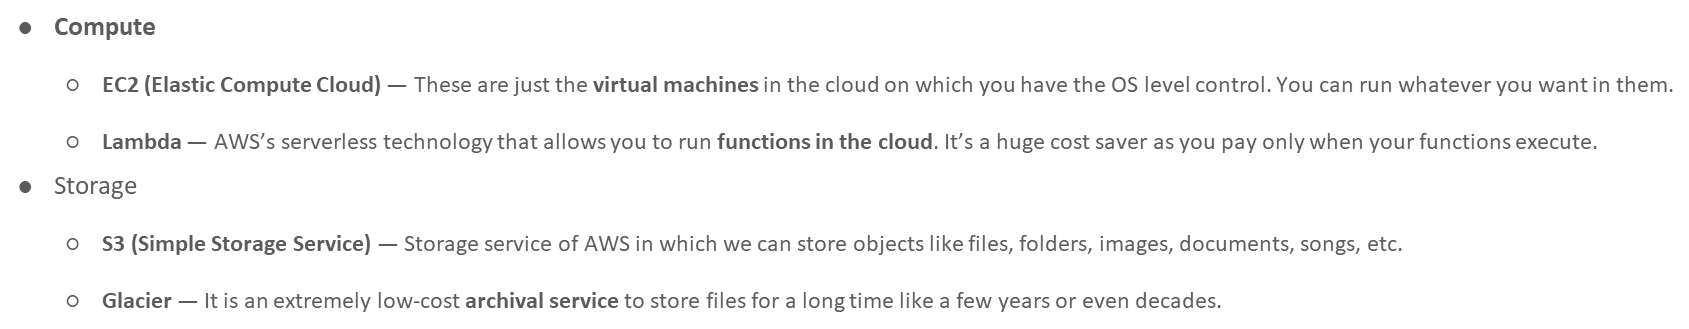 ● Compute
○ EC2 (Elastic Compute Cloud) — These are just the virtual machines in the cloud on which you have the OS level control. You can run whatever you want in them.
○ Lambda — AWS’s serverless technology that allows you to run functions in the cloud. It’s a huge cost saver as you pay only when your functions execute.
● Storage
○ S3 (Simple Storage Service) — Storage service of AWS in which we can store objects like files, folders, images, documents, songs, etc.
○ Glacier — It is an extremely low-cost archival service to store files for a long time like a few years or even decades.